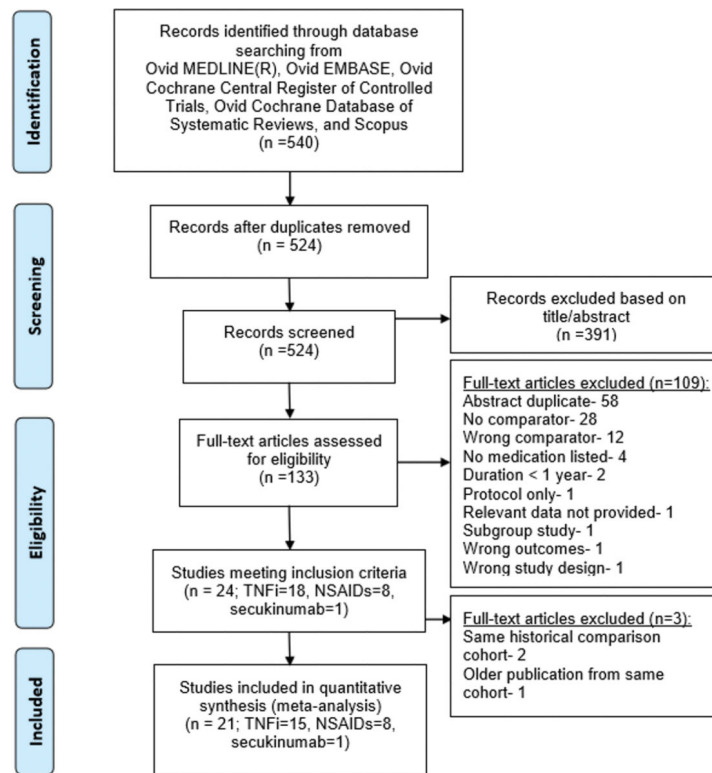 Identification
Records identified through database
searching from
Ovid MEDLINE(R), Ovid EMBASE, Ovid
Cochrane Central Register of Controlled
Trials, Ovid Cochrane Database of
Systematic Reviews, and Scopus
(n =540)
Screening
Records after duplicates removed
(n = 524)
Records screened
(n =524)
Records excluded based on
title/abstract
(n =391)
Eligibility
Full-text articles assessed
for eligibility
(n =133)
Full-text articles excluded (n=109):
Abstract duplicate- 58
No comparator- 28
Wrong comparator- 12
No medication listed- 4
Duration < 1 year- 2
Protocol only- 1
Relevant data not provided- 1
Subgroup study- 1
Wrong outcomes- 1
Wrong study design- 1
Studies meeting inclusion criteria
(n = 24; TNFi=18, NSAIDs=8,
secukinumab=1)
Full-text articles excluded (n=3):
Same historical comparison
cohort- 2
Older publication from same
cohort- 1
Included
Studies included in quantitative
synthesis (meta-analysis)
(n = 21; TNFi=15, NSAIDs=8,
secukinumab=1)